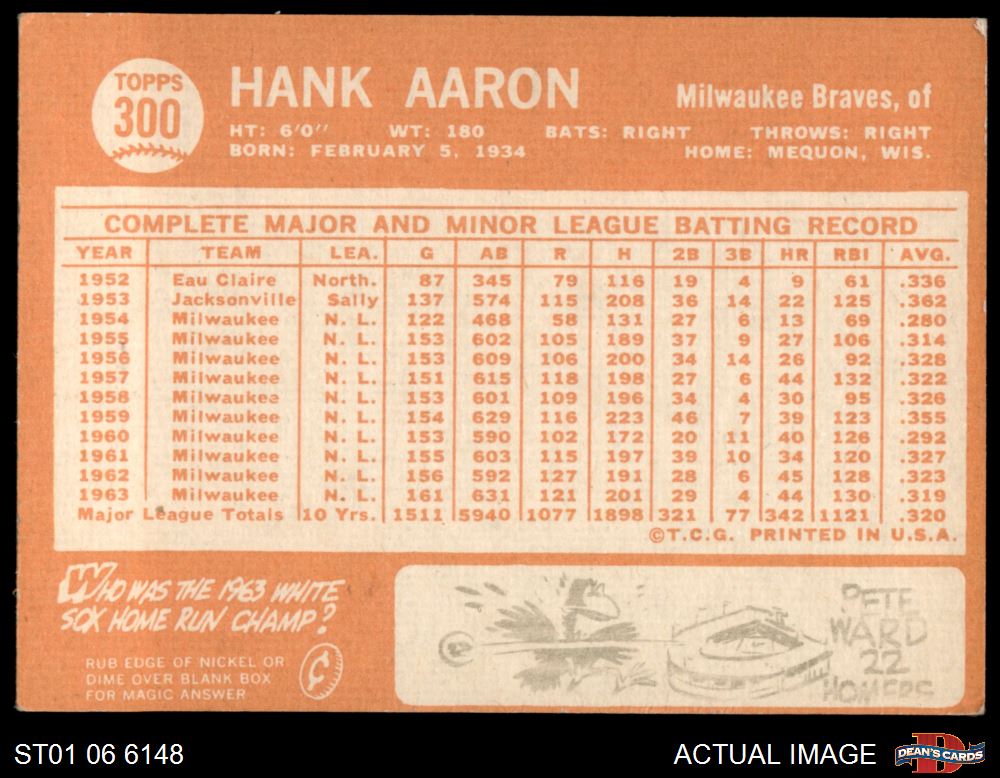 TOPPS
300
HANK AARON
Milwaukee Braves, of
HT: 6'0" WT: 180 BATS: RIGHT THROWS: RIGHT
BORN: FEBRUARY 5, 1934 HOME: MEQUON, WIS.
COMPLETE MAJOR AND MINOR LEAGUE BATTING RECORD
YEAR TEAM LEA. G AB R H 2B 3B HR RBI AVG.
1952 Eau Claire North. 87 345 79 116 19 4 9 61 .336
1953 Jacksonville Sally 137 574 115 208 36 14 22 125 .362
1954 Milwaukee N. L. 122 468 58 131 27 6 13 69 .280
1955 Milwaukee N. L. 153 602 105 189 37 9 27 106 .314
1956 Milwaukee N. L. 153 609 106 200 34 14 26 92 .328
1957 Milwaukee N. L. 151 615 118 198 27 6 44 132 .322
1958 Milwaukee N. L. 153 601 109 196 34 4 30 95 .326
1959 Milwaukee N. L. 154 629 116 223 46 7 39 123 .355
1960 Milwaukee N. L. 153 590 102 172 20 11 40 126 .292
1961 Milwaukee N. L. 155 603 115 197 39 10 34 120 .327
1962 Milwaukee N. L. 156 592 127 191 28 6 45 128 .323
1963 Milwaukee N. L. 161 631 121 201 29 4 44 130 .319
Major League Totals 10 Yrs. 1511 5940 1077 1898 321 77 342 1121 .320
©T.C.G. PRINTED IN U.S.A.
WHO WAS THE 1963 WHITE
SOX HOME RUN CHAMP?
RUB EDGE OF NICKEL OR
DIME OVER BLANK BOX
FOR MAGIC ANSWER
¢
PETE
WARD
22
HOMERS
ST01 06 6148
ACTUAL IMAGE
D
DEAN'S CARDS